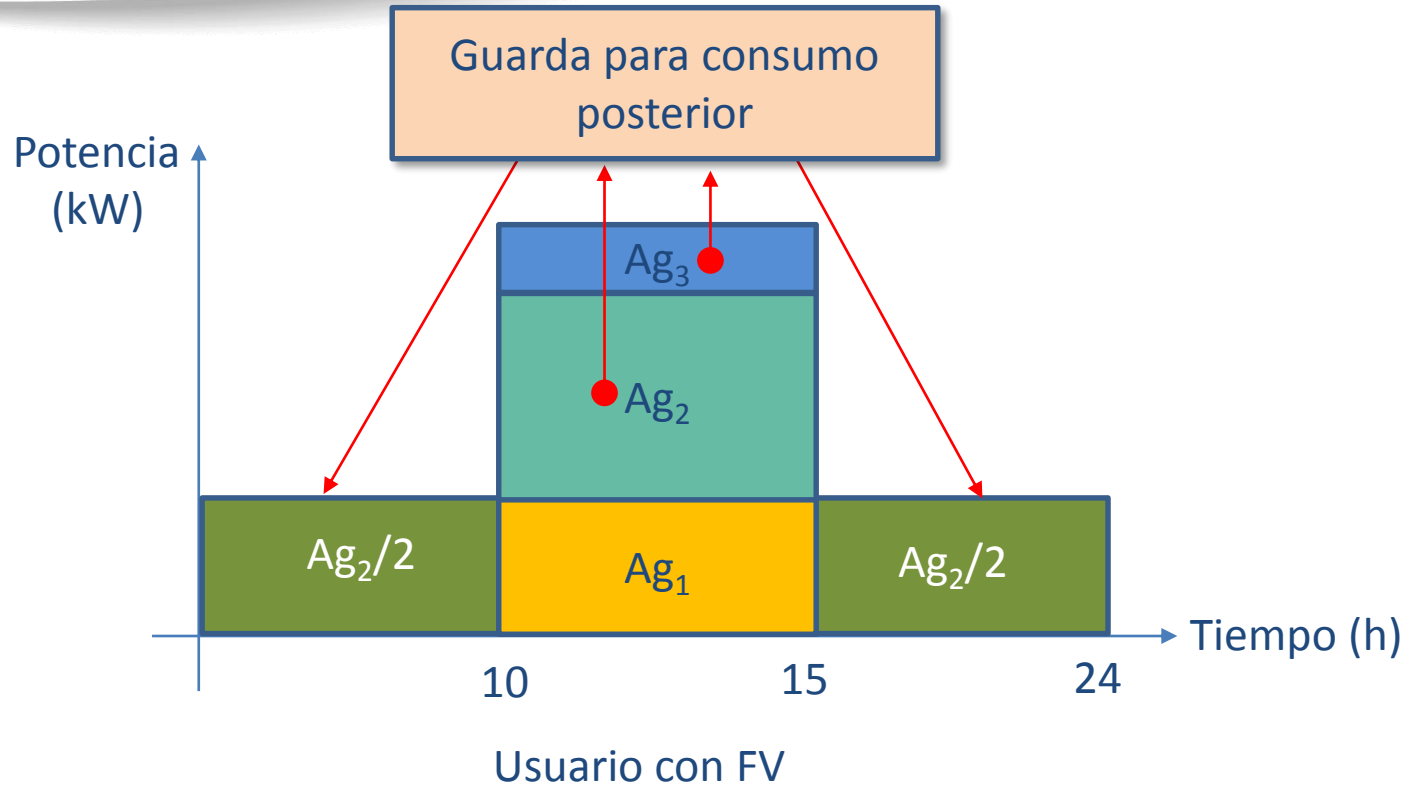 Guarda para consumo
posterior
Potencia
(kW)
Ag₃
Ag₂
Ag₂/2
Ag₁
Ag₂/2
Tiempo (h)
10
15
24
Usuario con FV